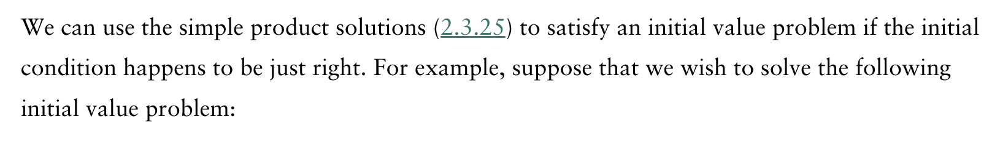 We can use the simple product solutions (2.3.25) to satisfy an initial value problem if the initial
condition happens to be just right. For example, suppose that we wish to solve the following
initial value problem: